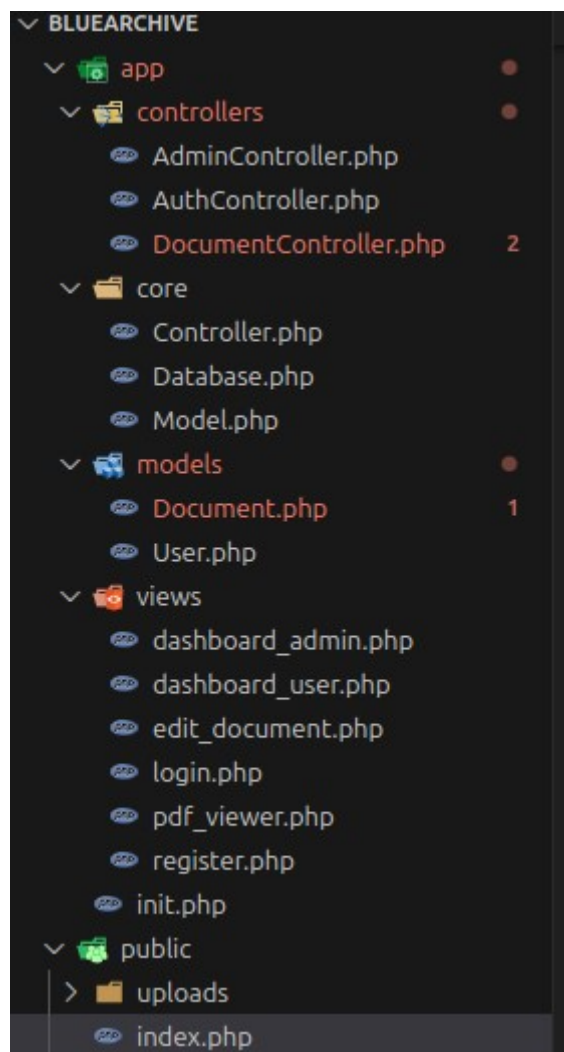 BLUEARCHIVE
app
controllers
AdminController.php
AuthController.php
DocumentController.php 2
core
Controller.php
Database.php
Model.php
models
Document.php 1
User.php
views
dashboard_admin.php
dashboard_user.php
edit_document.php
login.php
pdf_viewer.php
register.php
init.php
public
uploads
index.php